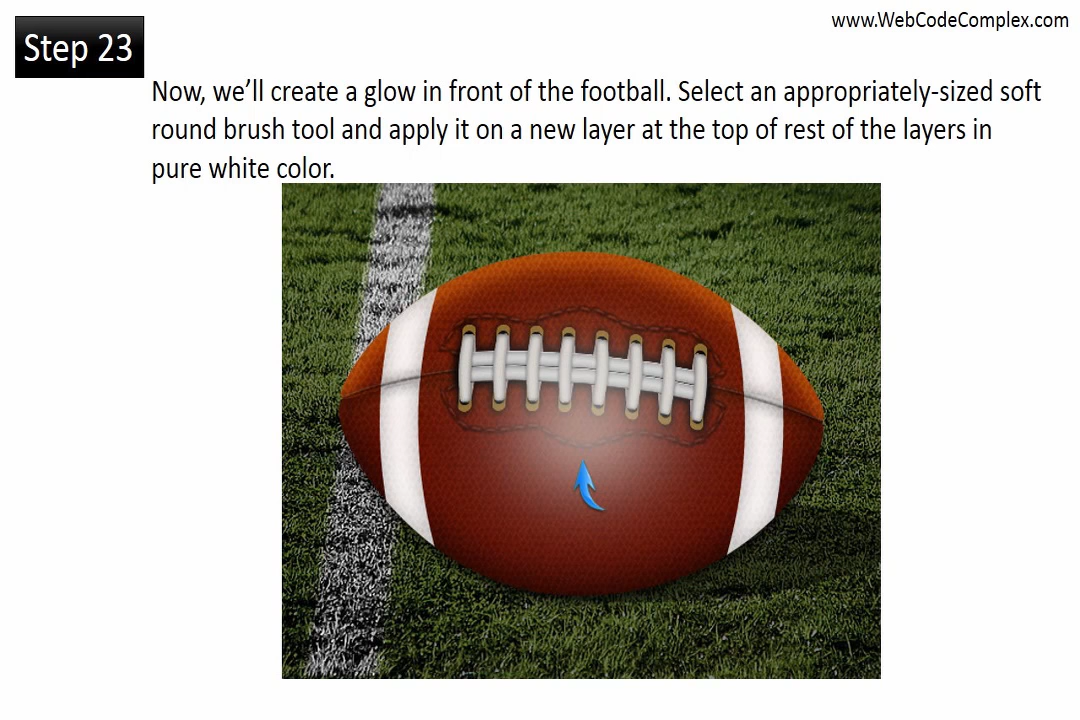 www.WebCodeComplex.com
Step 23
Now, we’ll create a glow in front of the football. Select an appropriately-sized soft
round brush tool and apply it on a new layer at the top of rest of the layers in
pure white color.